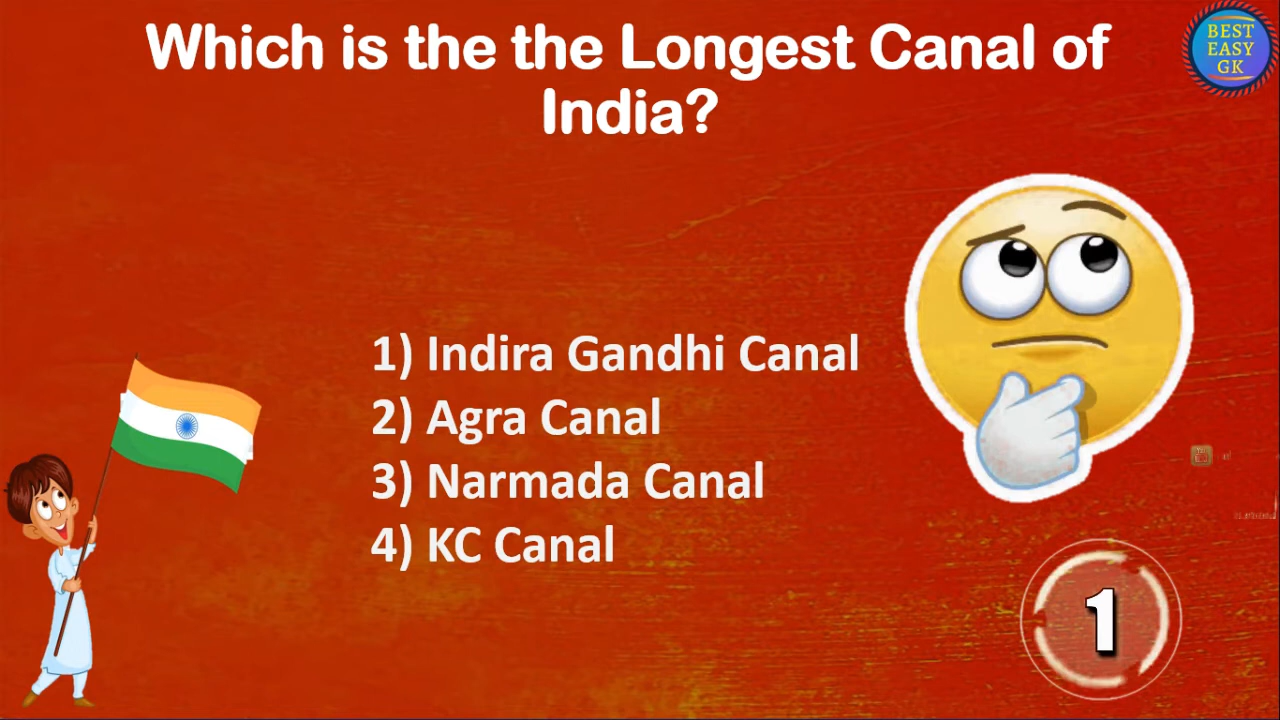 Which is the the Longest Canal of
India?
BEST
EASY
GK
1) Indira Gandhi Canal
2) Agra Canal
3) Narmada Canal
4) KC Canal
1